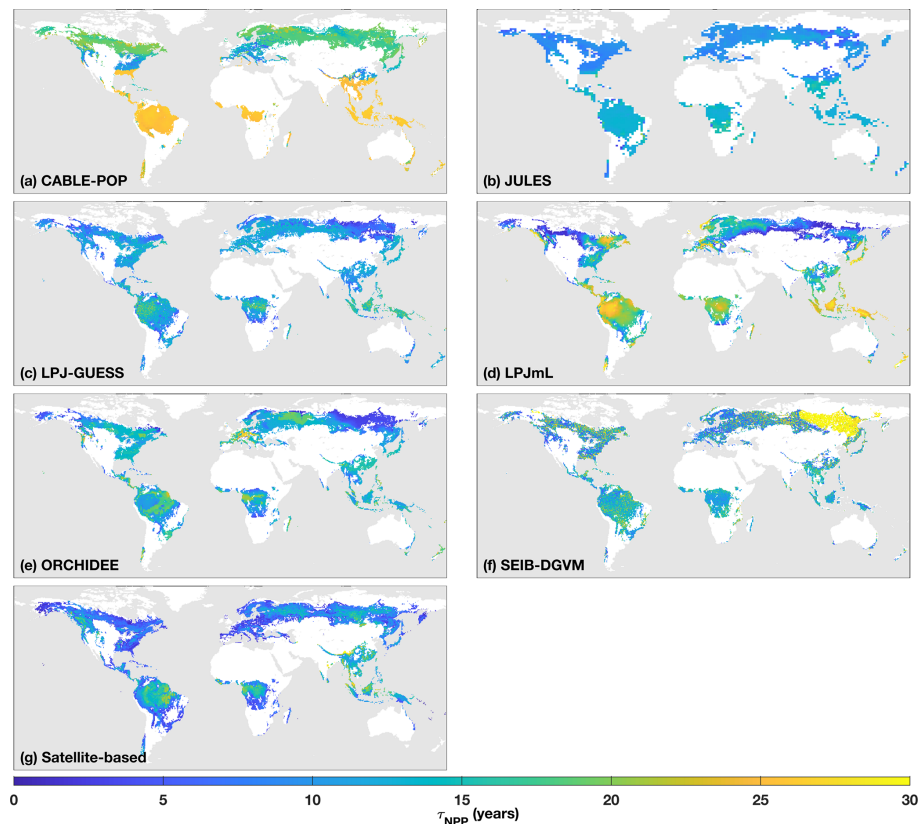 (a) CABLE-POP
(b) JULES
(c) LPJ-GUESS
(d) LPJmL
(e) ORCHIDEE
(f) SEIB-DGVM
(g) Satellite-based
0 5 10 15 20 25 30
τNPP (years)